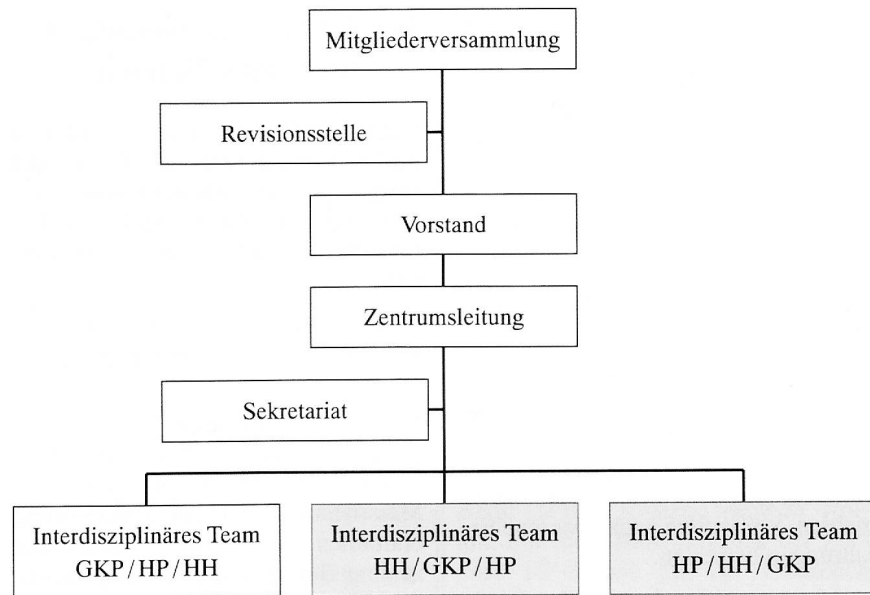 Mitgliederversammlung
Revisionsstelle
Vorstand
Zentrumsleitung
Sekretariat
Interdisziplinäres Team
GKP / HP / HH
Interdisziplinäres Team
HH / GKP / HP
Interdisziplinäres Team
HP / HH / GKP